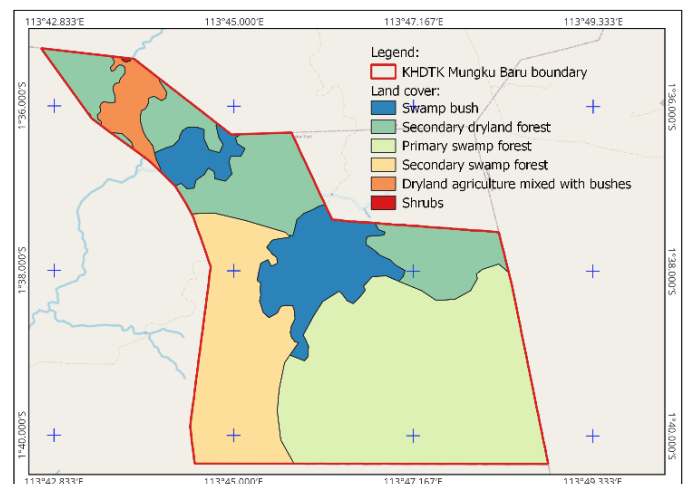 113°42.833'E 113°45.000'E 113°47.167'E 113°49.333'E
Legend:
KHDTK Mungku Baru boundary
Land cover:
Swamp bush
Secondary dryland forest
Primary swamp forest
Secondary swamp forest
Dryland agriculture mixed with bushes
Shrubs
1°36.000'S 1°36.000'S
1°38.000'S 1°38.000'S
1°40.000'S 1°40.000'S
113°42.833'E 113°45.000'E 113°47.167'E 113°49.333'E